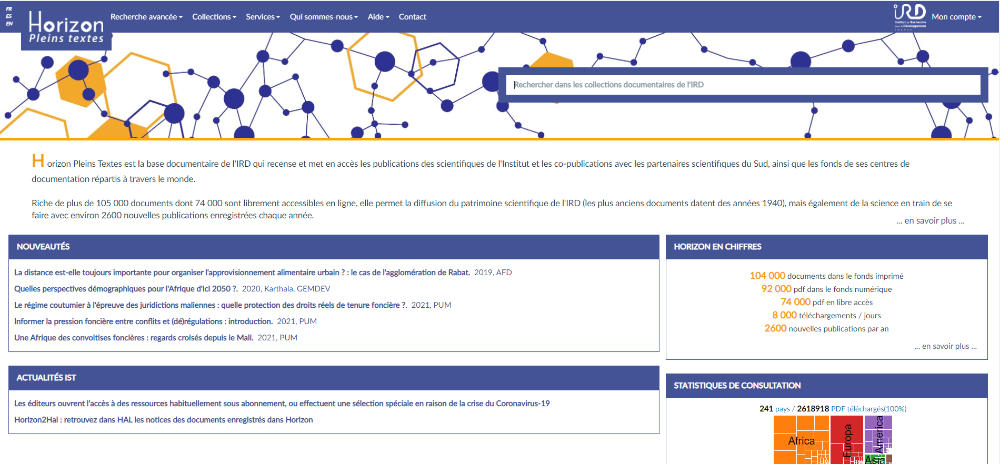 FR
ES
EN
Horizon
Pleins textes
Recherche avancée
Collections
Services
Qui sommes-nous
Aide
Contact
IRD
Institut de Recherche
pour le Développement
FRANCE
Mon compte
Rechercher dans les collections documentaires de l'IRD
Horizon Pleins Textes est la base documentaire de l'IRD qui recense et met en accès les publications des scientifiques de l'Institut et les co-publications avec les partenaires scientifiques du Sud, ainsi que les fonds de ses centres de
documentation répartis à travers le monde.
Riche de plus de 105 000 documents dont 74 000 sont librement accessibles en ligne, elle permet la diffusion du patrimoine scientifique de l'IRD (les plus anciens documents datent des années 1940), mais également de la science en train de se
faire avec environ 2600 nouvelles publications enregistrées chaque année.
... en savoir plus ...
NOUVEAUTÉS
La distance est-elle toujours importante pour organiser l'approvisionnement alimentaire urbain ? : le cas de l'agglomération de Rabat. 2019, AFD
Quelles perspectives démographiques pour l'Afrique d'ici 2050 ?. 2020, Karthala, GEMDEV
Le régime coutumier à l'épreuve des juridictions maliennes : quelle protection des droits réels de tenure foncière ?. 2021, PUM
Informer la pression foncière entre conflits et (dé)régulations : introduction. 2021, PUM
Une Afrique des convoitises foncières : regards croisés depuis le Mali. 2021, PUM
ACTUALITÉS IST
Les éditeurs ouvrent l'accès à des ressources habituellement sous abonnement, ou effectuent une sélection spéciale en raison de la crise du Coronavirus-19
Horizon2Hal : retrouvez dans HAL les notices des documents enregistrés dans Horizon
HORIZON EN CHIFFRES
104 000 documents dans le fonds imprimé
92 000 pdf dans le fonds numérique
74 000 pdf en libre accès
8 000 téléchargements / jours
2600 nouvelles publications par an
... en savoir plus ...
STATISTIQUES DE CONSULTATION
241 pays / 2618918 PDF téléchargés(100%)
Africa
Europa
America
Asia